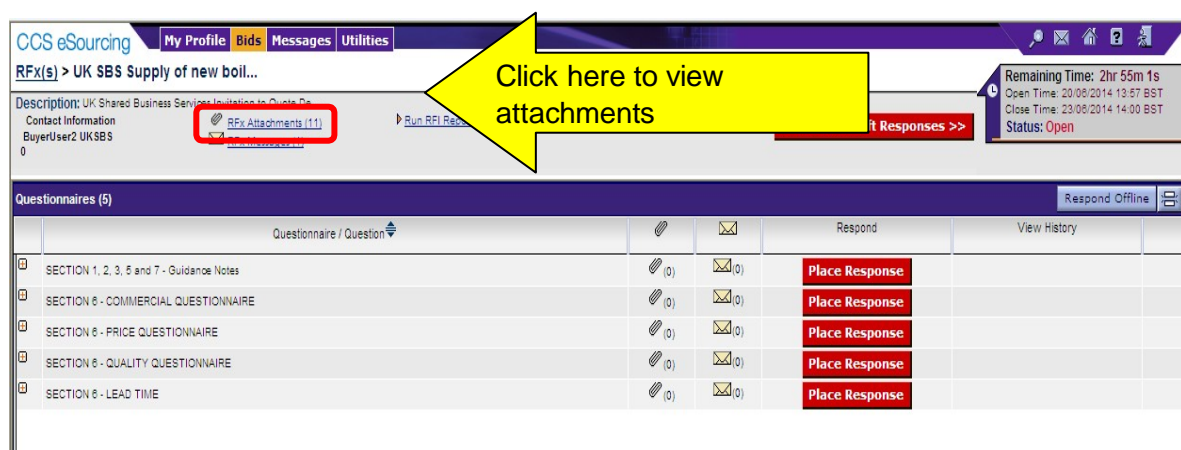 CCS eSourcing My Profile Bids Messages Utilities
RFx(s) > UK SBS Supply of new boil...
Click here to view
attachments
Remaining Time: 2hr 55m 1s
Open Time: 20/06/2014 13:57 BST
Close Time: 23/06/2014 14:00 BST
Status: Open
Description: UK Shared Business Services Invitation to Quote De
Contact Information
RFx Attachments (11)
Run RFI Repo
BuyerUser2 UKSBS
RFx Messages (1)
ft Responses >>
0
Questionnaires (5) Respond Offline
Questionnaire / Question Respond View History
SECTION 1, 2, 3, 5 and 7 - Guidance Notes (0) (0) Place Response
SECTION 6 - COMMERCIAL QUESTIONNAIRE (0) (0) Place Response
SECTION 6 - PRICE QUESTIONNAIRE (0) (0) Place Response
SECTION 6 - QUALITY QUESTIONNAIRE (0) (0) Place Response
SECTION 6 - LEAD TIME (0) (0) Place Response